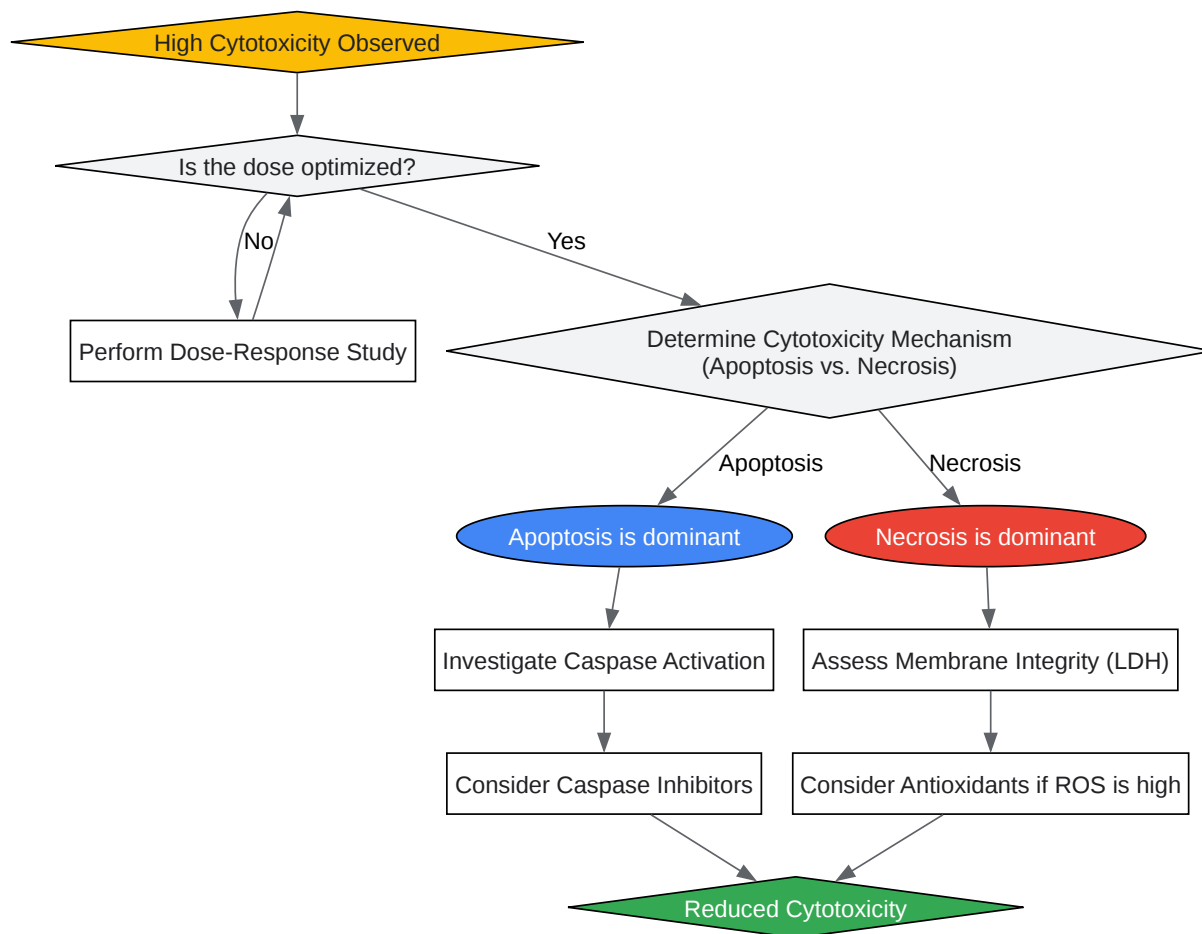 High Cytotoxicity Observed
Is the dose optimized?
No
Yes
Perform Dose-Response Study
Determine Cytotoxicity Mechanism
(Apoptosis vs. Necrosis)
Apoptosis
Necrosis
Apoptosis is dominant
Necrosis is dominant
Investigate Caspase Activation
Assess Membrane Integrity (LDH)
Consider Caspase Inhibitors
Consider Antioxidants if ROS is high
Reduced Cytotoxicity